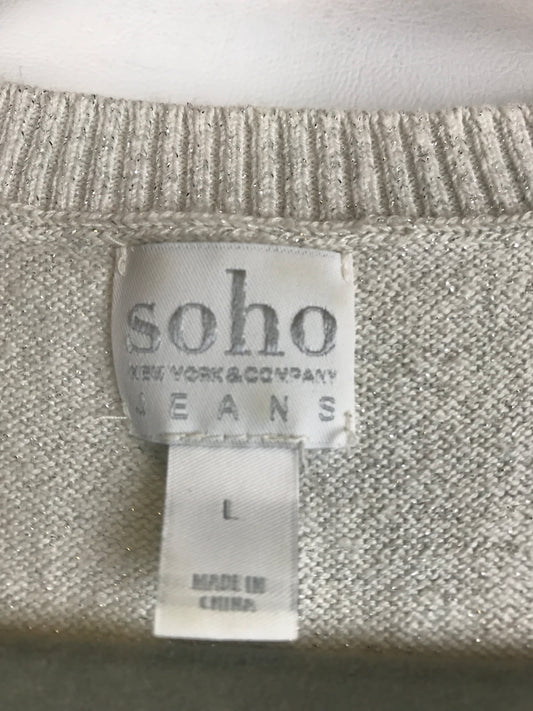 soho
NEW YORK & COMPANY
JEANS
L
MADE IN
CHINA